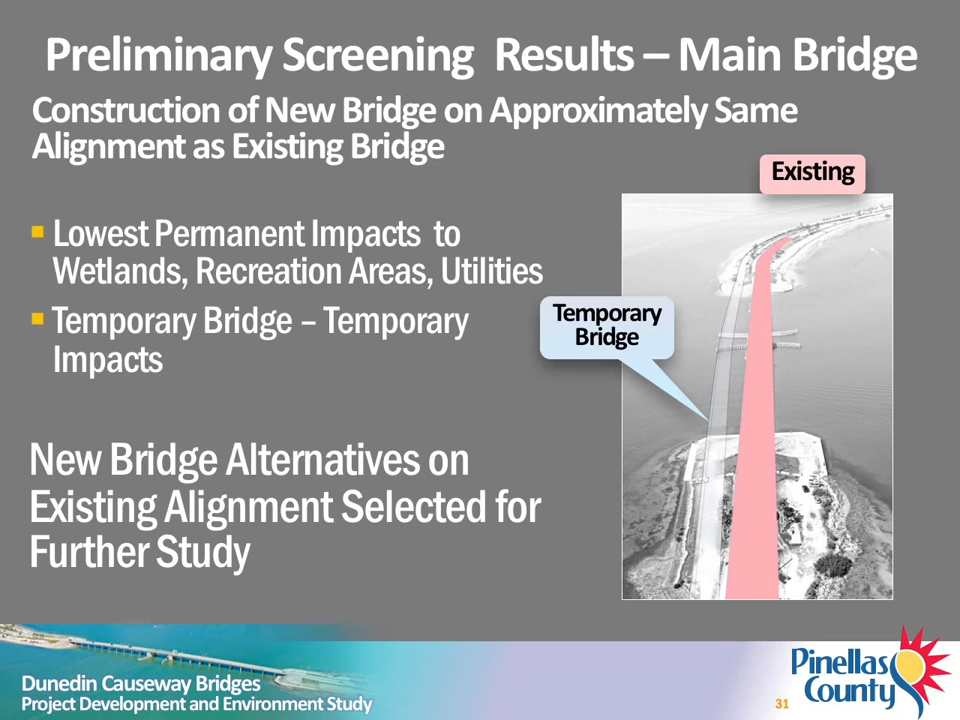 Preliminary Screening Results – Main Bridge
Construction of New Bridge on Approximately Same
Alignment as Existing Bridge
Existing
▪ Lowest Permanent Impacts to
Wetlands, Recreation Areas, Utilities
▪ Temporary Bridge – Temporary
Impacts
Temporary
Bridge
New Bridge Alternatives on
Existing Alignment Selected for
Further Study
Dunedin Causeway Bridges
Project Development and Environment Study
31
Pinellas
County